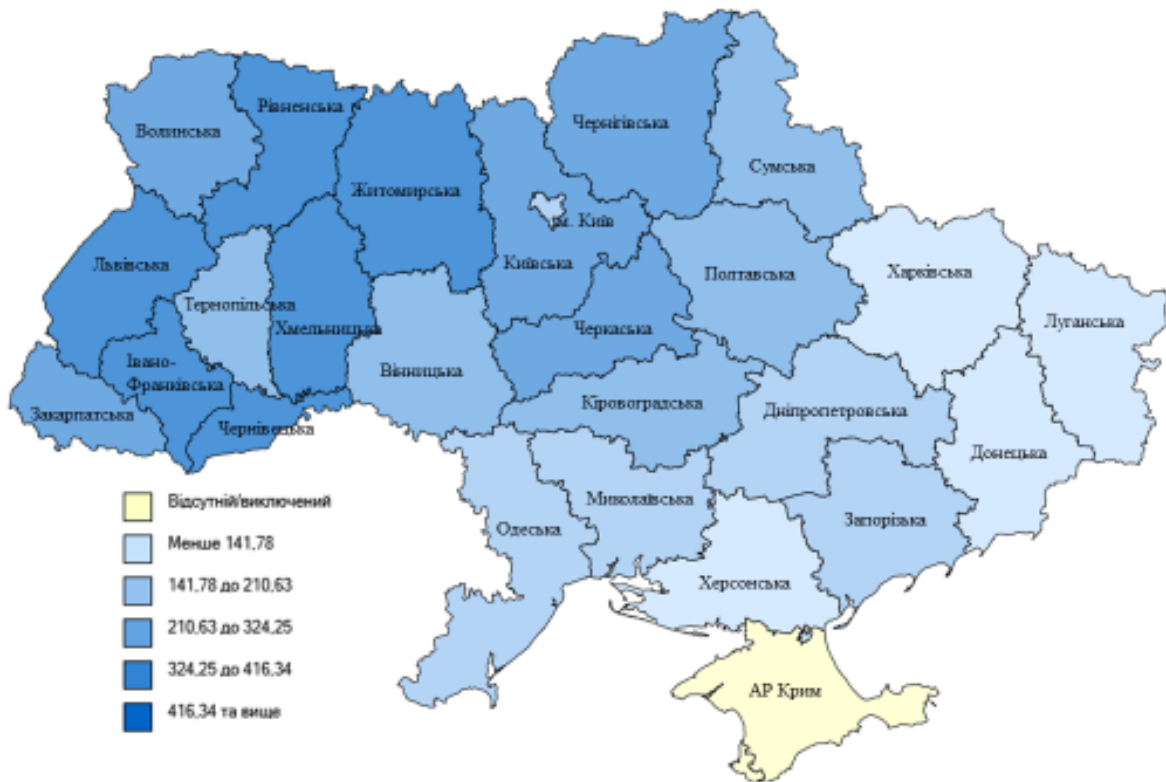 Волинська
Рівненська
Житомирська
Чернігівська
Сумська
м. Київ
Київська
Львівська
Тернопільська
Хмельницька
Полтавська
Харківська
Луганська
Черкаська
Вінницька
Івано-
Франківська
Закарпатська
Чернівецька
Кіровоградська
Дніпропетровська
Донецька
Миколаївська
Одеська
Запорізька
Херсонська
АР Крим
Відсутній/виключений
Менше 141,78
141,78 до 210,63
210,63 до 324,25
324,25 до 416,34
416,34 та вище